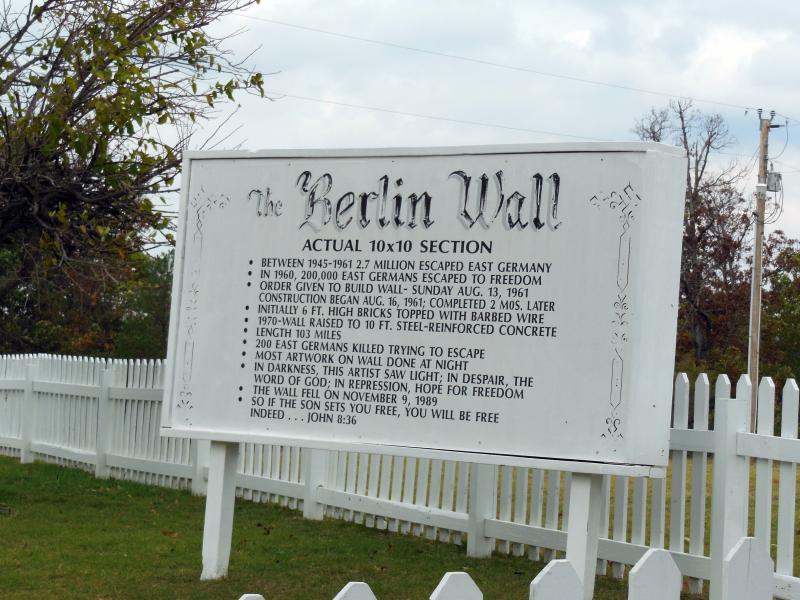 The Berlin Wall
ACTUAL 10x10 SECTION
• BETWEEN 1945-1961 2.7 MILLION ESCAPED EAST GERMANY
• IN 1960, 200,000 EAST GERMANS ESCAPED TO FREEDOM
• ORDER GIVEN TO BUILD WALL- SUNDAY AUG. 13, 1961
CONSTRUCTION BEGAN AUG. 16, 1961; COMPLETED 2 MOS. LATER
• INITIALLY 6 FT. HIGH BRICKS TOPPED WITH BARBED WIRE
• 1970-WALL RAISED TO 10 FT. STEEL-REINFORCED CONCRETE
• LENGTH 103 MILES
• 200 EAST GERMANS KILLED TRYING TO ESCAPE
• MOST ARTWORK ON WALL DONE AT NIGHT
• IN DARKNESS, THIS ARTIST SAW LIGHT; IN DESPAIR, THE
WORD OF GOD; IN REPRESSION, HOPE FOR FREEDOM
• THE WALL FELL ON NOVEMBER 9, 1989
• SO IF THE SON SETS YOU FREE, YOU WILL BE FREE
INDEED . . . JOHN 8:36